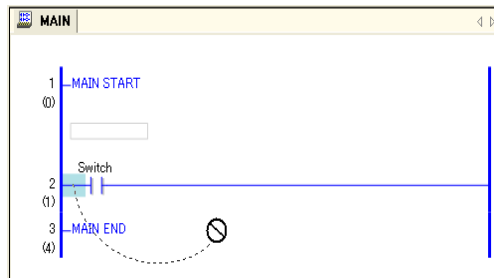 MAIN
1 MAIN START
(0)
Switch
2
(1)
3 MAIN END
(4)